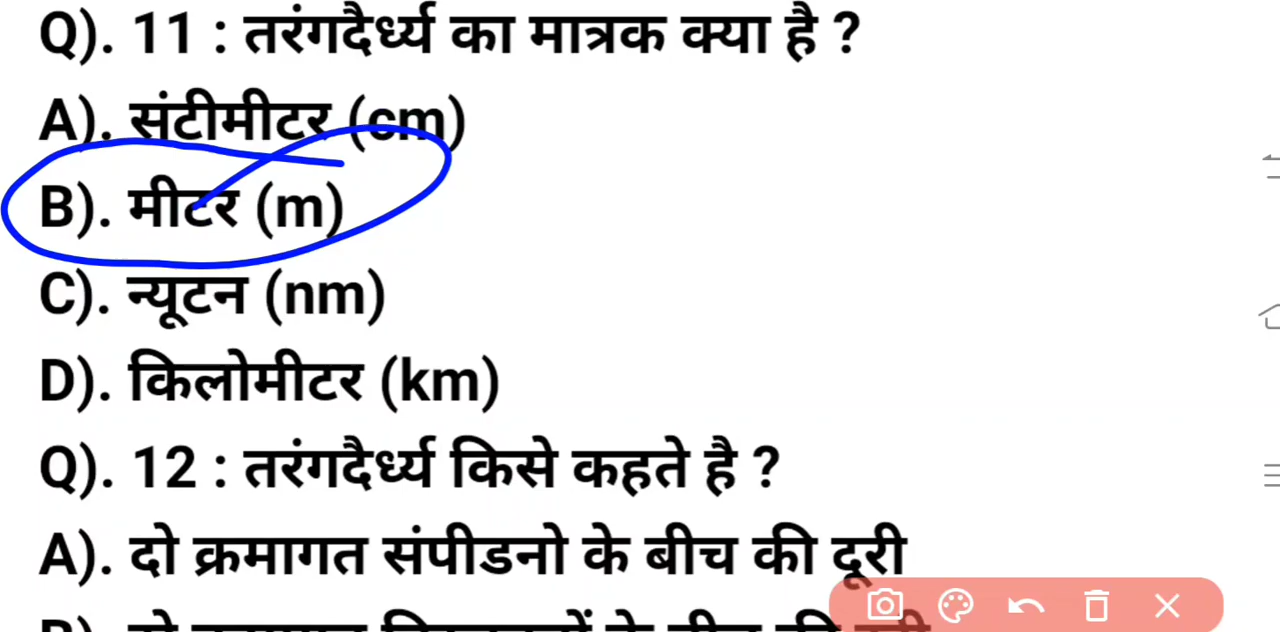 Q). 11 : तरंगदैर्ध्य का मात्रक क्या है ?
A). संटीमीटर (cm)
B). मीटर (m)
C). न्यूटन (nm)
D). किलोमीटर (km)
Q). 12 : तरंगदैर्ध्य किसे कहते है ?
A). दो क्रमागत संपीडनो के बीच की दूरी